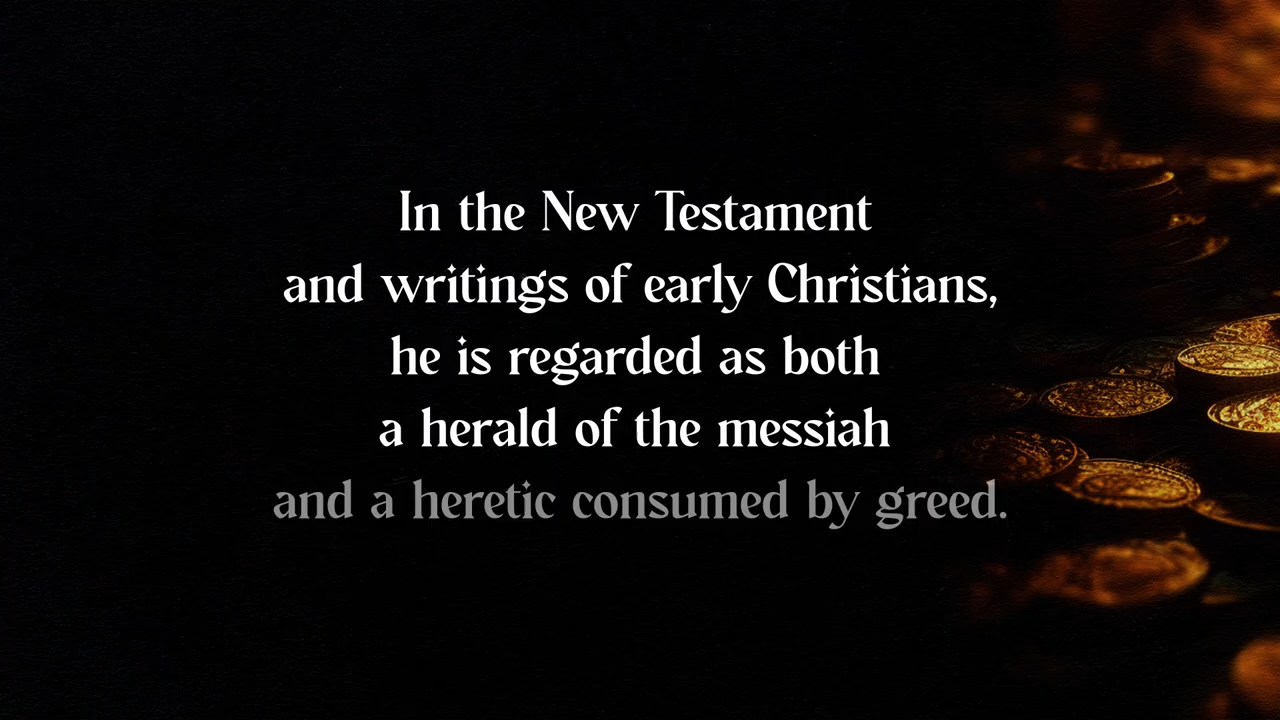 In the New Testament
and writings of early Christians,
he is regarded as both
a herald of the messiah
and a heretic consumed by greed.